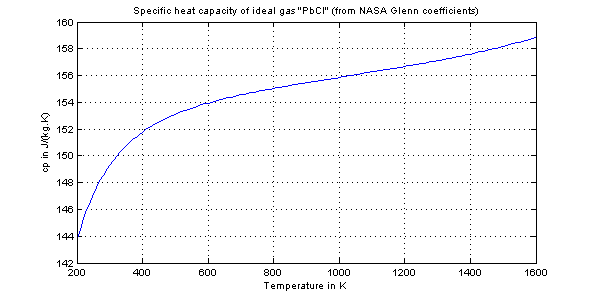 Specific heat capacity of ideal gas "PbCl" (from NASA Glenn coefficients)
160
158
156
154
152
150
148
146
144
142
cp in J/(kg.K)
200 400 600 800 1000 1200 1400 1600
Temperature in K